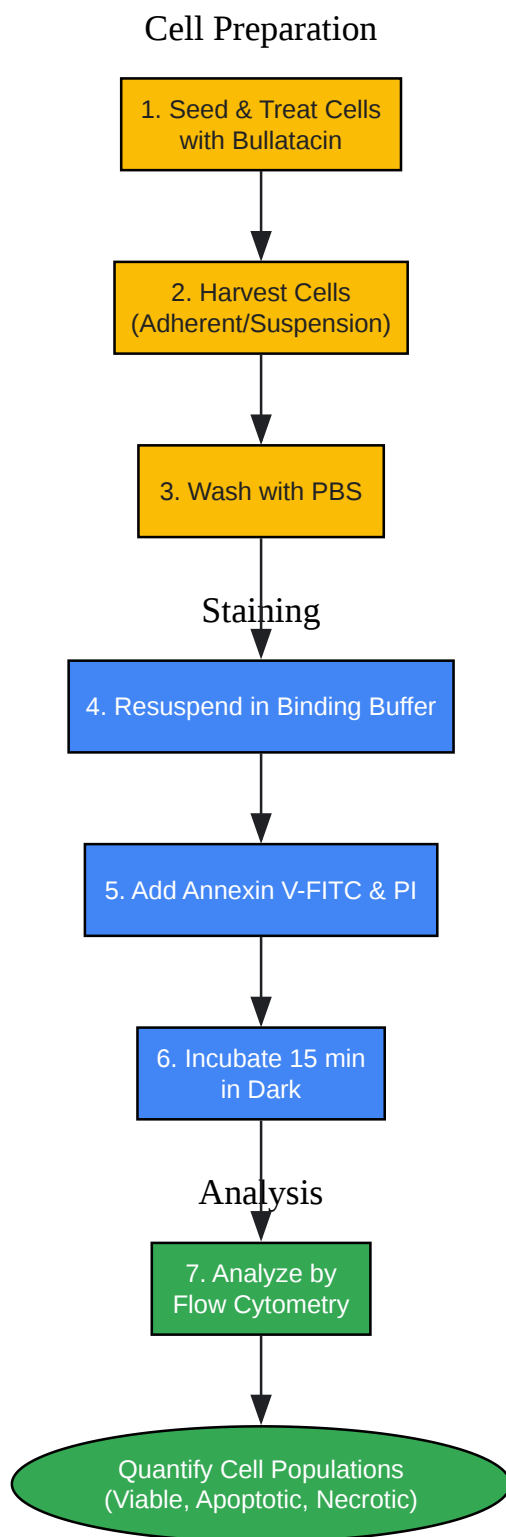 Cell Preparation
1. Seed & Treat Cells
with Bullatacin
2. Harvest Cells
(Adherent/Suspension)
3. Wash with PBS
Staining
4. Resuspend in Binding Buffer
5. Add Annexin V-FITC & PI
6. Incubate 15 min
in Dark
Analysis
7. Analyze by
Flow Cytometry
Quantify Cell Populations
(Viable, Apoptotic, Necrotic)